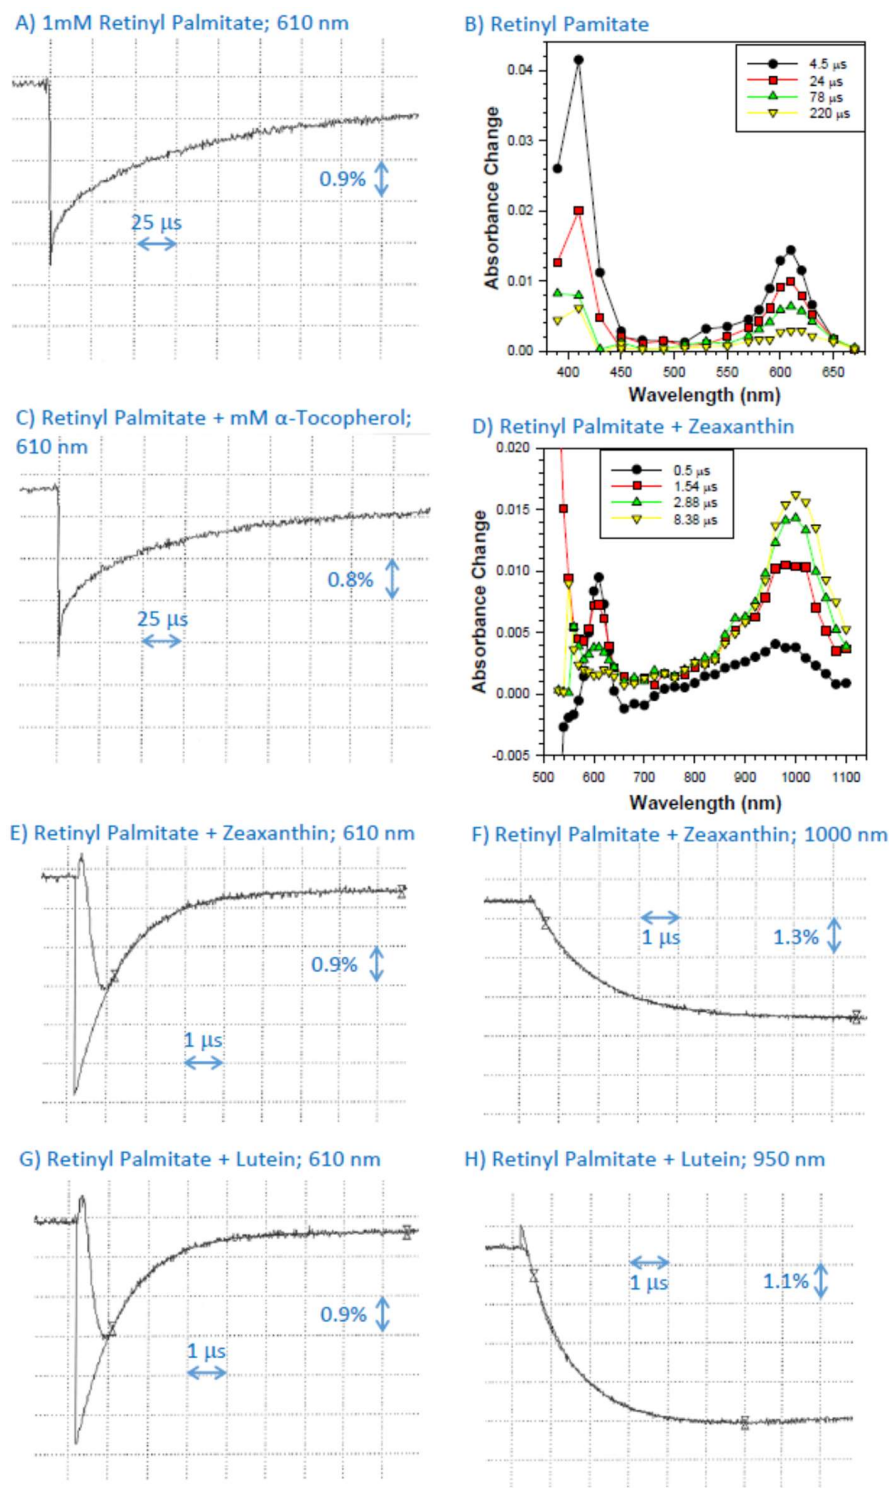 A) 1mM Retinyl Palmitate; 610 nm
0.9%
25 µs
B) Retinyl Pamitate
4.5 µs
24 µs
78 µs
220 µs
0.04
0.03
0.02
0.01
0.00
Absorbance Change
400 450 500 550 600 650
Wavelength (nm)
C) Retinyl Palmitate + mM α-Tocopherol;
610 nm
0.8%
25 µs
D) Retinyl Palmitate + Zeaxanthin
0.5 µs
1.54 µs
2.88 µs
8.38 µs
0.020
0.015
0.010
0.005
0.000
-0.005
Absorbance Change
500 600 700 800 900 1000 1100
Wavelength (nm)
E) Retinyl Palmitate + Zeaxanthin; 610 nm
0.9%
1 µs
F) Retinyl Palmitate + Zeaxanthin; 1000 nm
1 µs
1.3%
G) Retinyl Palmitate + Lutein; 610 nm
0.9%
1 µs
H) Retinyl Palmitate + Lutein; 950 nm
1 µs
1.1%